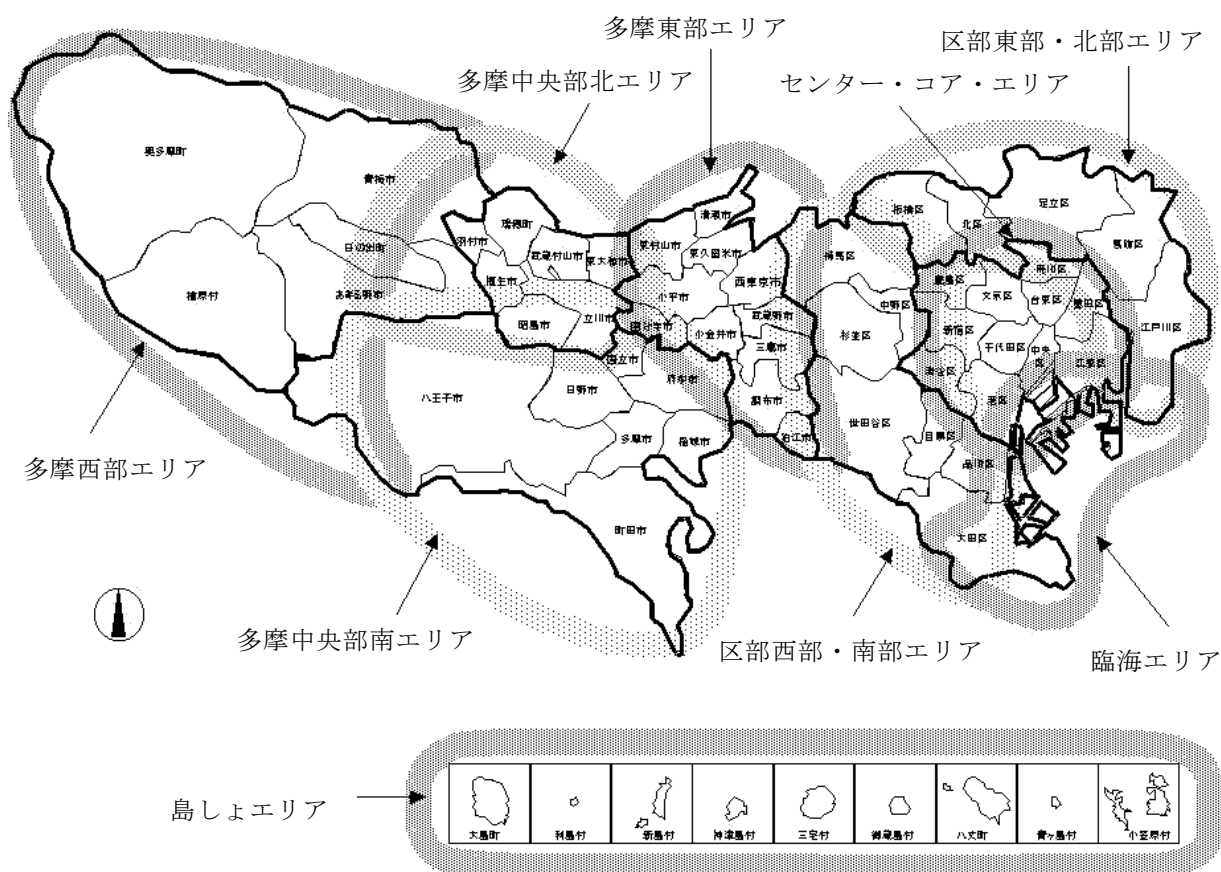 多摩東部エリア
区部東部・北部エリア
多摩中央部北エリア
センター・コア・エリア
奥多摩町
青梅市
足立区
板橋区
北区
清瀬市
葛飾区
瑞穂町
羽村市
東村山市
日の出町
武蔵村山市
東大和市
東久留米市
練馬区
荒川区
福生市
西東京市
豊島区
文京区
台東区
墨田区
檜原村
あきる野市
小平市
中野区
昭島市
立川市
国分寺市
小金井市
武蔵野市
杉並区
新宿区
江戸川区
千代田区
三鷹市
中央区
国立市
渋谷区
江東区
八王子市
日野市
府中市
港区
調布市
世田谷区
多摩市
稲城市
狛江市
目黒区
品川区
多摩西部エリア
町田市
大田区
多摩中央部南エリア
区部西部・南部エリア
臨海エリア
島しょエリア
大島町
利島村
新島村
神津島村
三宅村
御蔵島村
八丈町
青ヶ島村
小笠原村